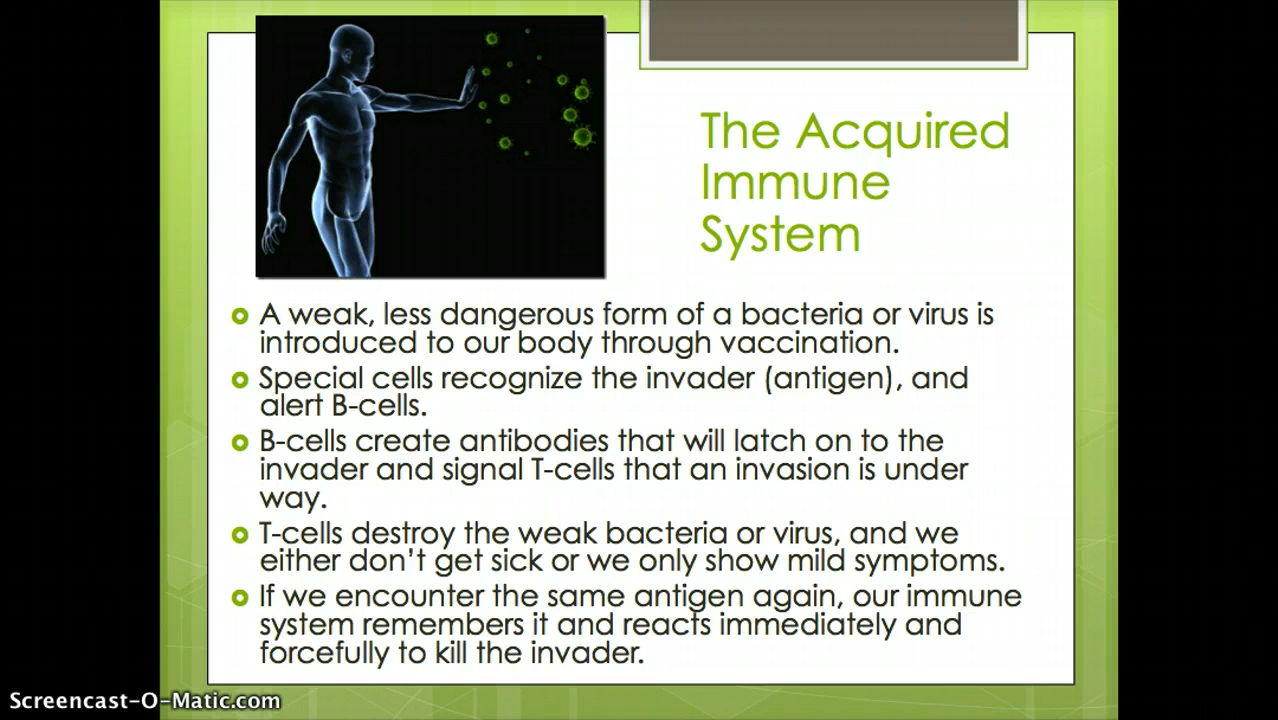 The Acquired
Immune
System
A weak, less dangerous form of a bacteria or virus is
introduced to our body through vaccination.
Special cells recognize the invader (antigen), and
alert B-cells.
B-cells create antibodies that will latch on to the
invader and signal T-cells that an invasion is under
way.
T-cells destroy the weak bacteria or virus, and we
either don't get sick or we only show mild symptoms.
If we encounter the same antigen again, our immune
system remembers it and reacts immediately and
forcefully to kill the invader.
Screencast-O-Matic.com